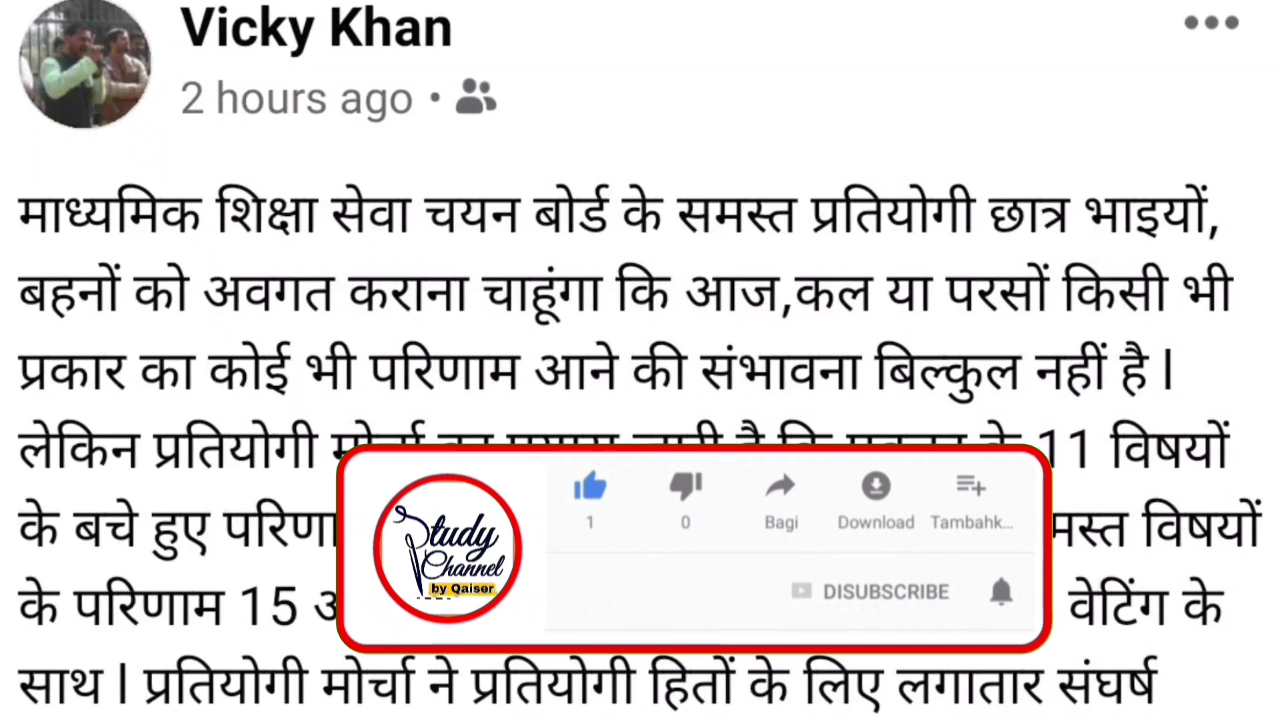 Vicky Khan
2 hours ago
माध्यमिक शिक्षा सेवा चयन बोर्ड के समस्त प्रतियोगी छात्र भाइयों,
बहनों को अवगत कराना चाहूंगा कि आज,कल या परसों किसी भी
प्रकार का कोई भी परिणाम आने की संभावना बिल्कुल नहीं है।
लेकिन प्रतियोगी 11 विषयों
के बचे हुए विषयों
के परिणाम 15 वेटिंग के
साथ। प्रतियोगी मोर्चा ने प्रतियोगी हितों के लिए लगातार संघर्ष
Study
Channel
by Qaiser
1 0 Bagi Download Tambahk...
DISUBSCRIBE